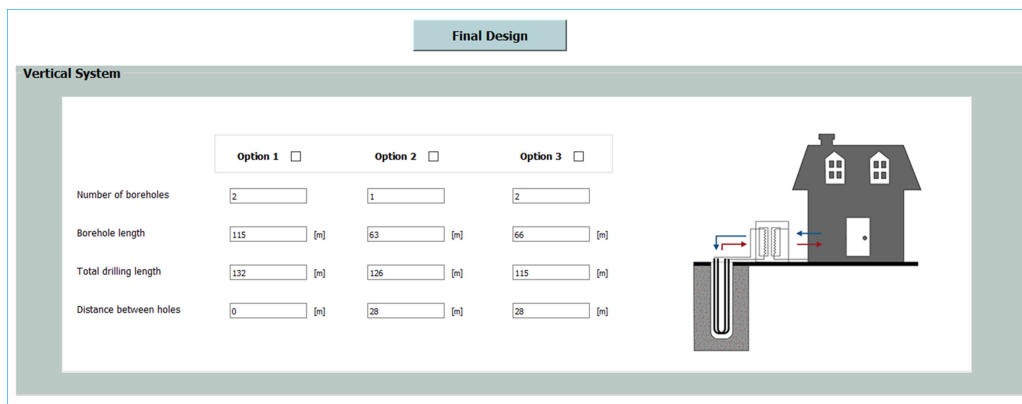 Final Design
Vertical System
Option 1 Option 2 Option 3
Number of boreholes 2 1 2
Borehole length 115 [m] 63 [m] 66 [m]
Total drilling length 132 [m] 126 [m] 115 [m]
Distance between holes 0 [m] 28 [m] 28 [m]